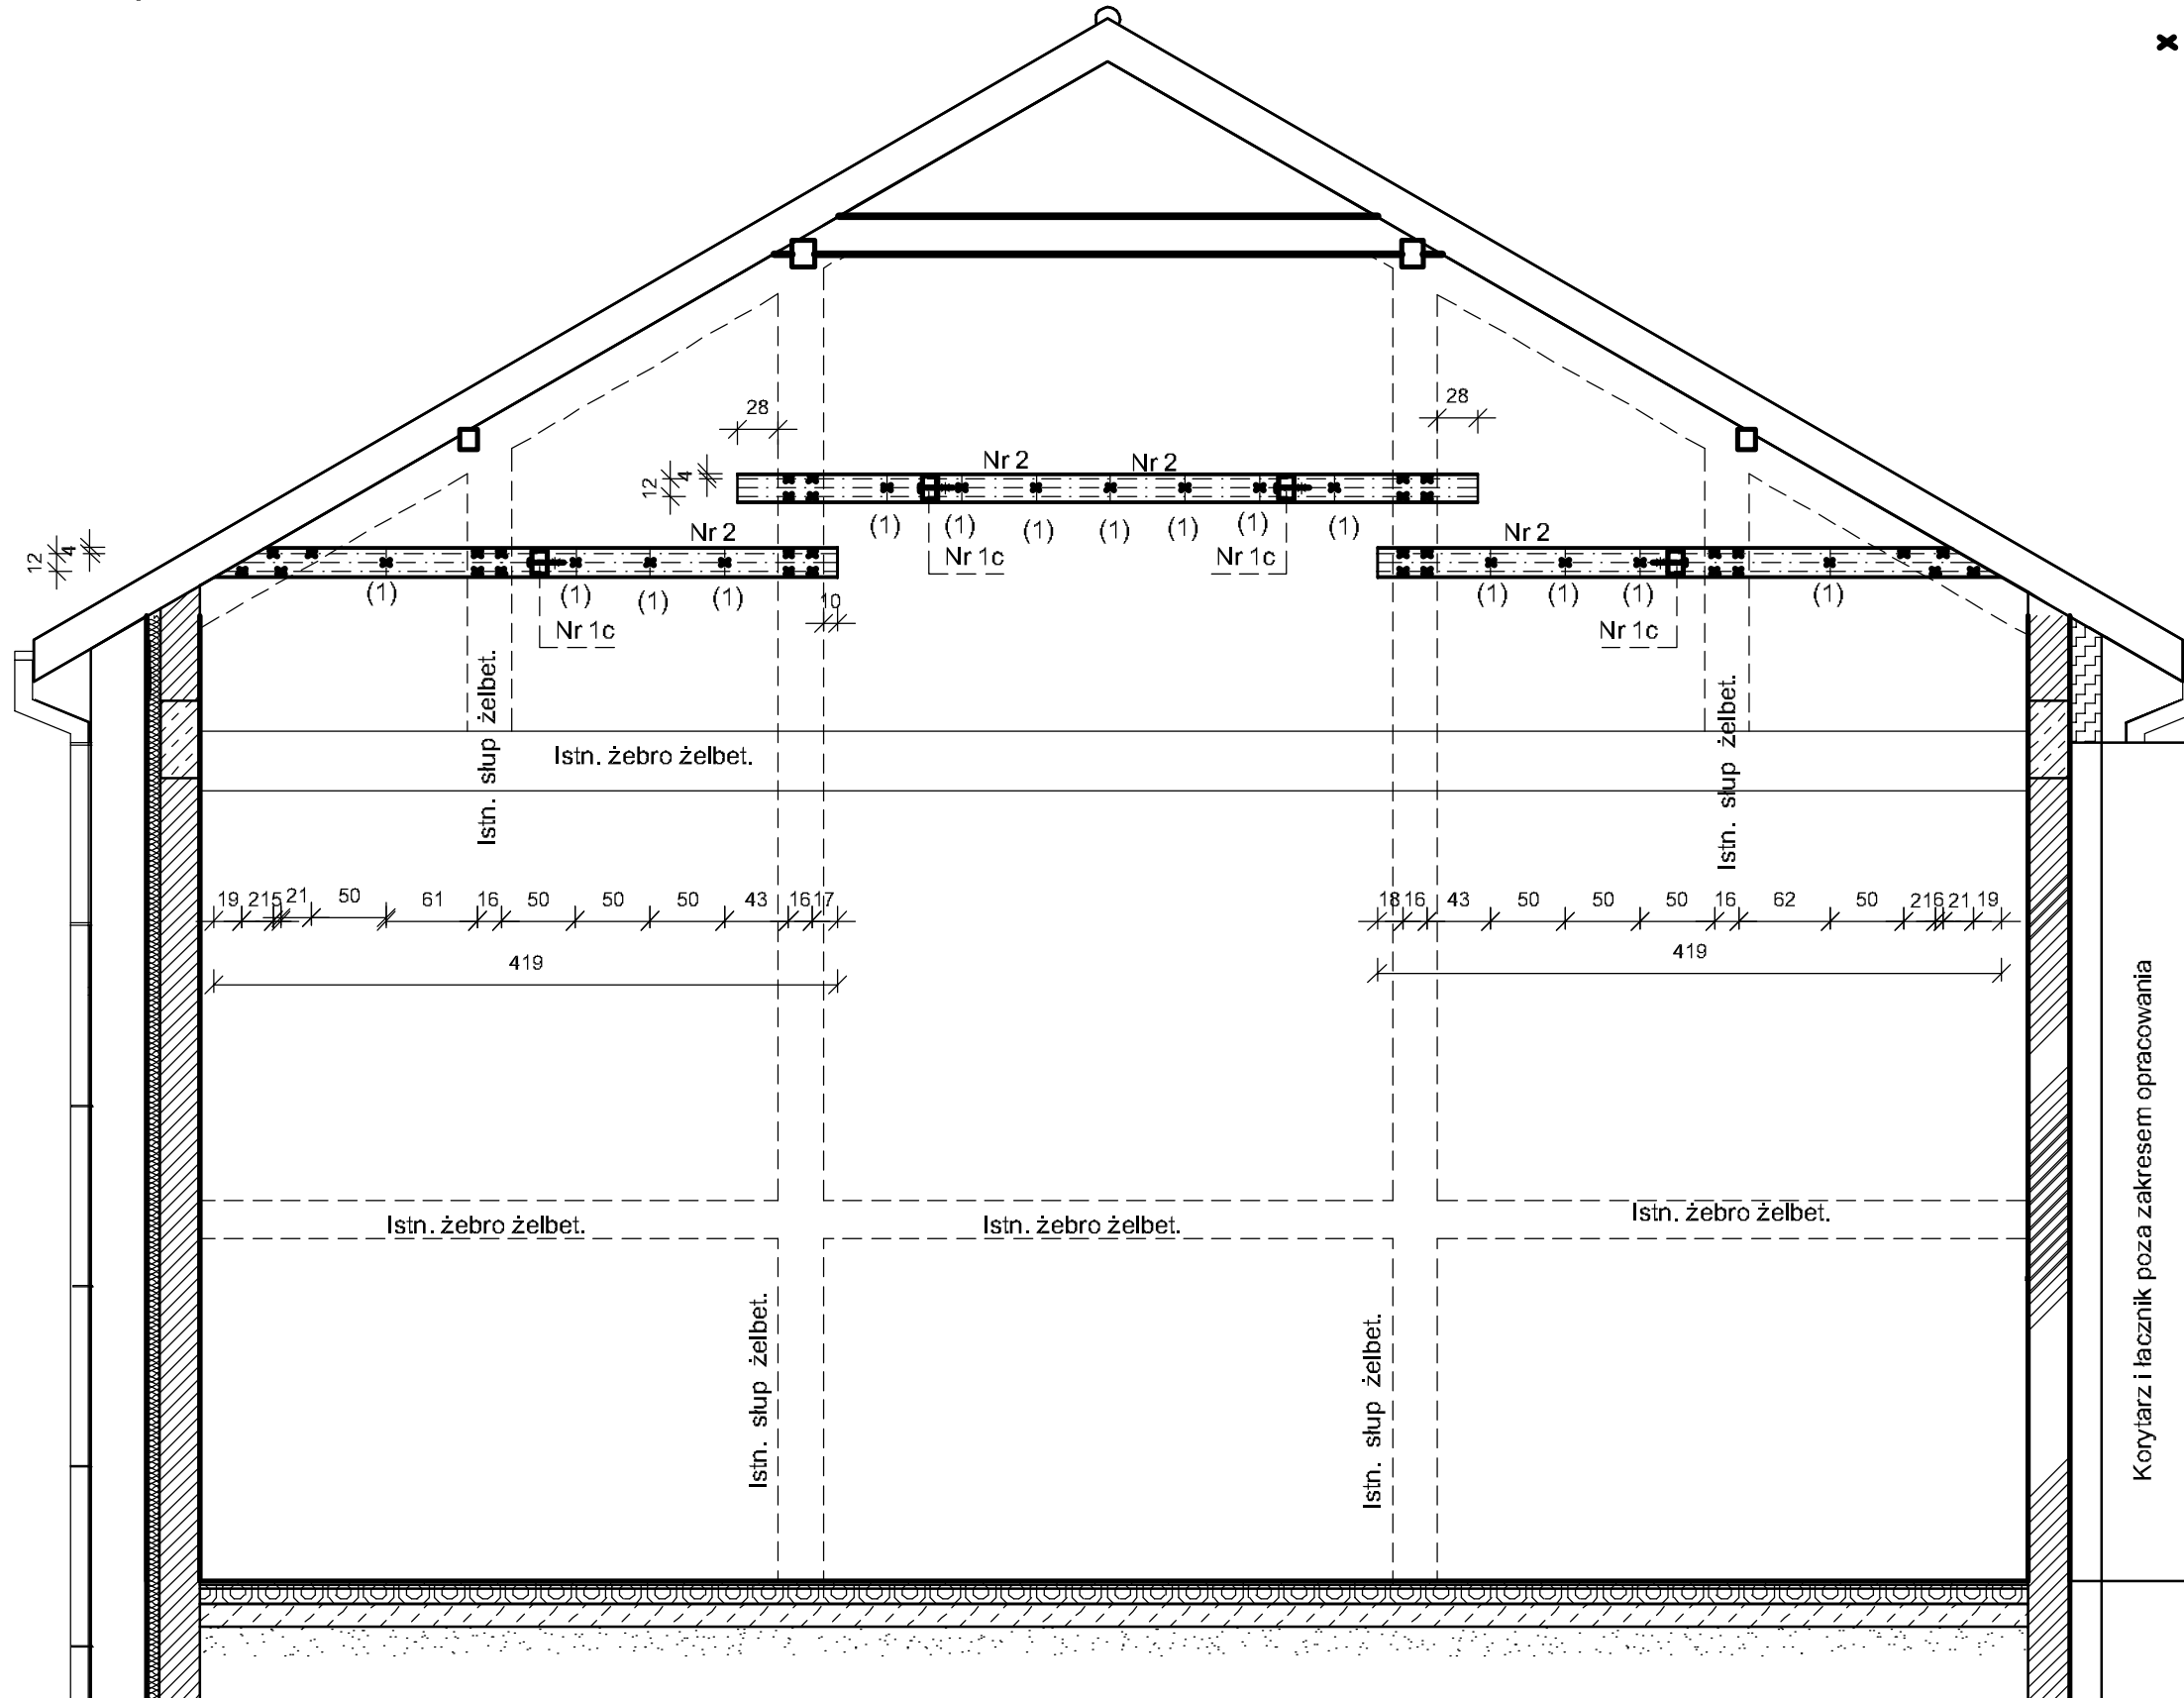 28
28
Nr 2
Nr 2
12
4
(1)
(1)
(1)
(1)
(1)
(1)
(1)
Nr 1c
Nr 1c
12
4
Nr 2
Nr 2
(1)
(1)
(1)
(1)
10
(1)
(1)
(1)
(1)
Nr 1c
Nr 1c
Istn. słup żelbet.
Istn. słup żelbet.
Istn. żebro żelbet.
19 21 5 21 50 61 16 50 50 50 43 16 17
18 16 43 50 50 50 16 62 50 21 6 21 19
419
419
Korytarz i łacznik poza zakresem opracowania
Istn. żebro żelbet.
Istn. żebro żelbet.
Istn. żebro żelbet.
Istn. słup żelbet.
Istn. słup żelbet.